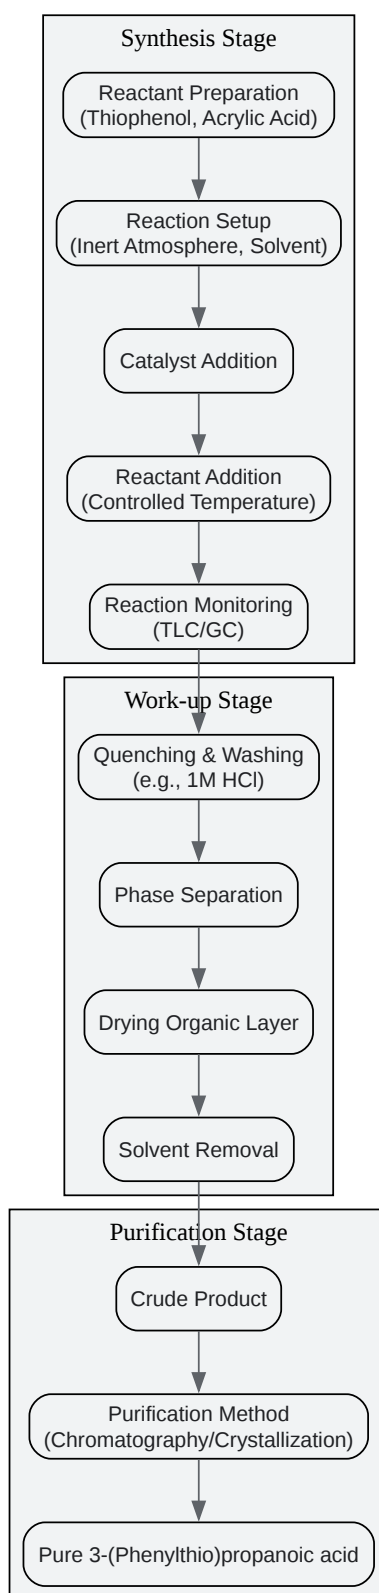 Synthesis Stage
Reactant Preparation
(Thiophenol, Acrylic Acid)
Reaction Setup
(Inert Atmosphere, Solvent)
Catalyst Addition
Reactant Addition
(Controlled Temperature)
Reaction Monitoring
(TLC/GC)
Work-up Stage
Quenching & Washing
(e.g., 1M HCl)
Phase Separation
Drying Organic Layer
Solvent Removal
Purification Stage
Crude Product
Purification Method
(Chromatography/Crystallization)
Pure 3-(Phenylthio)propanoic acid